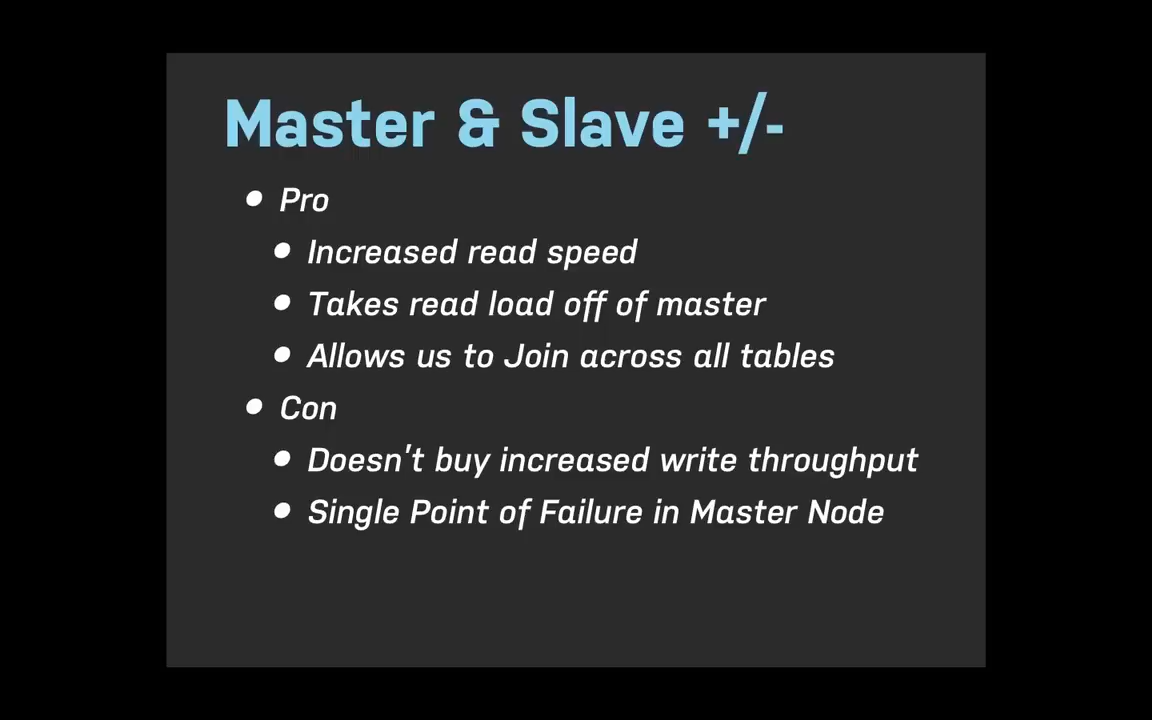 Master & Slave +/-
• Pro
• Increased read speed
• Takes read load off of master
• Allows us to Join across all tables
• Con
• Doesn't buy increased write throughput
• Single Point of Failure in Master Node